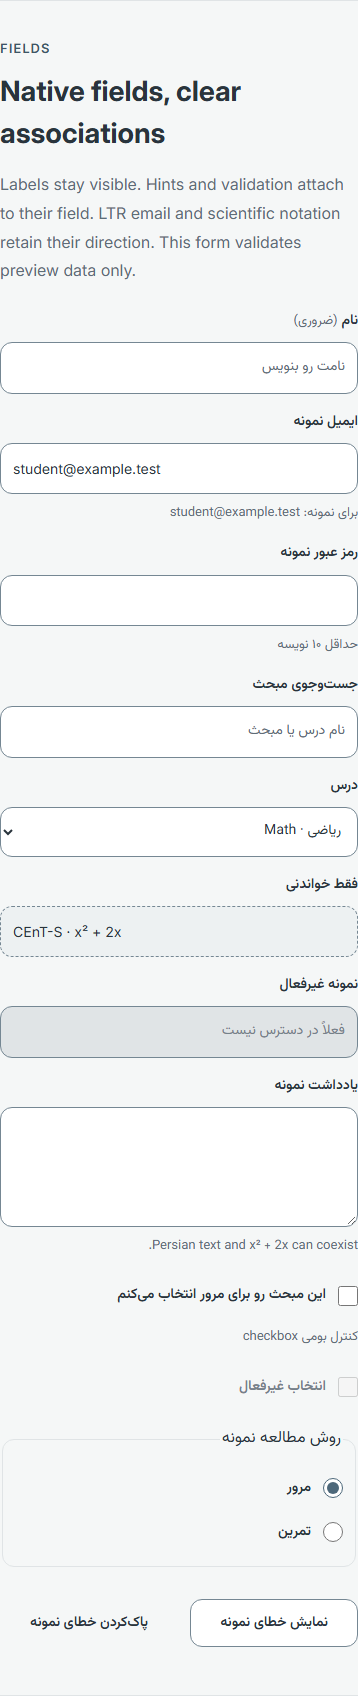 FIELDS
Native fields, clear
associations
Labels stay visible. Hints and validation attach
to their field. LTR email and scientific notation
retain their direction. This form validates
preview data only.
نام (ضروری)
نامت رو بنویس
ایمیل نمونه
student@example.test
برای نمونه: student@example.test
رمز عبور نمونه
حداقل ۱۰ نویسه
جست‌وجوی مبحث
نام درس یا مبحث
درس
ریاضی · Math
فقط خواندنی
CEnT-S · x² + 2x
نمونه غیرفعال
فعلاً در دسترس نیست
یادداشت نمونه
Persian text and x² + 2x can coexist.
این مبحث رو برای مرور انتخاب می‌کنم
کنترل بومی checkbox
انتخاب غیرفعال
روش مطالعه نمونه
مرور
تمرین
نمایش خطای نمونه
پاک‌کردن خطای نمونه